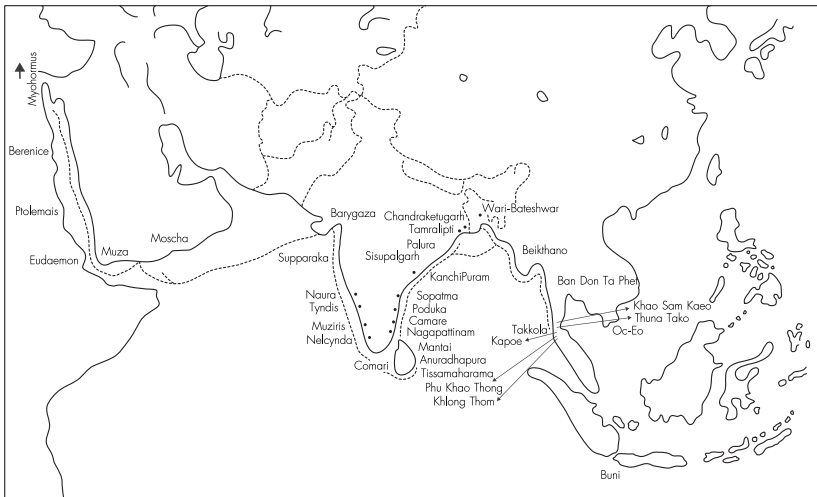 Myohormus
Berenice
Ptolemais
Eudaemon
Muza
Moscha
Barygaza
Supparaka
Naura
Tyndis
Muziris
Nelcynda
Comari
Chandraketugarh
Tamralipti
Palura
Sisupalgarh
Wari-Bateshwar
KanchiPuram
Sopatma
Poduka
Camare
Nagapattinam
Mantai
Anuradhapura
Tissamaharama
Beikthano
Ban Don Ta Phet
Khao Sam Kaeo
Thuna Tako
Oc-Eo
Takkola
Kapoe
Phu Khao Thong
Khlong Thom
Buni